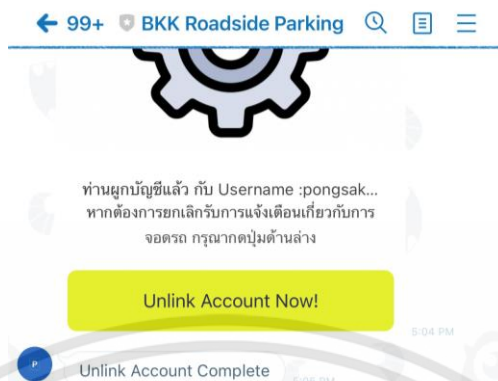 99+ BKK Roadside Parking
ท่านผูกบัญชีแล้ว กับ Username :pongsak...
หากต้องการยกเลิกรับการแจ้งเตือนเกี่ยวกับการ
จอดรถ กรุณากดปุ่มด้านล่าง
Unlink Account Now!
5:04 PM
P
Unlink Account Complete